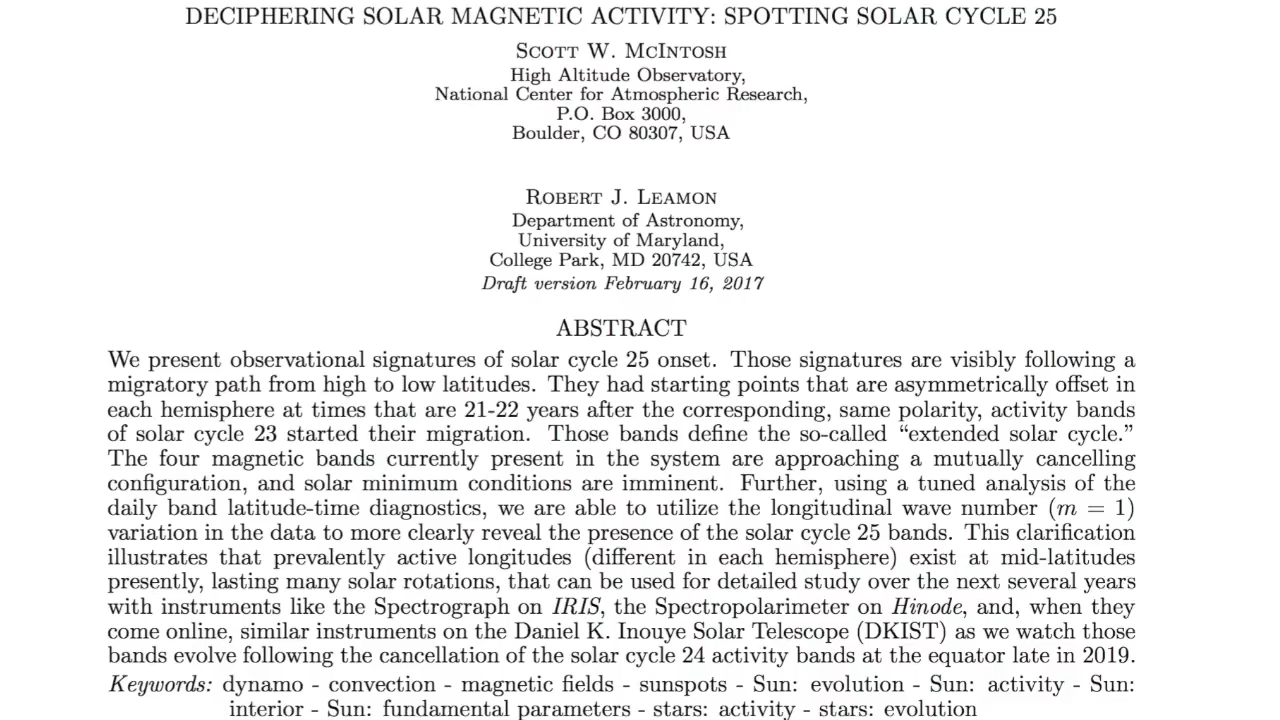 DECIPHERING SOLAR MAGNETIC ACTIVITY: SPOTTING SOLAR CYCLE 25
Scott W. McIntosh
High Altitude Observatory,
National Center for Atmospheric Research,
P.O. Box 3000,
Boulder, CO 80307, USA
Robert J. Leamon
Department of Astronomy,
University of Maryland,
College Park, MD 20742, USA
Draft version February 16, 2017
ABSTRACT
We present observational signatures of solar cycle 25 onset. Those signatures are visibly following a
migratory path from high to low latitudes. They had starting points that are asymmetrically offset in
each hemisphere at times that are 21-22 years after the corresponding, same polarity, activity bands
of solar cycle 23 started their migration. Those bands define the so-called “extended solar cycle.”
The four magnetic bands currently present in the system are approaching a mutually cancelling
configuration, and solar minimum conditions are imminent. Further, using a tuned analysis of the
daily band latitude-time diagnostics, we are able to utilize the longitudinal wave number (m = 1)
variation in the data to more clearly reveal the presence of the solar cycle 25 bands. This clarification
illustrates that prevalently active longitudes (different in each hemisphere) exist at mid-latitudes
presently, lasting many solar rotations, that can be used for detailed study over the next several years
with instruments like the Spectrograph on IRIS, the Spectropolarimeter on Hinode, and, when they
come online, similar instruments on the Daniel K. Inouye Solar Telescope (DKIST) as we watch those
bands evolve following the cancellation of the solar cycle 24 activity bands at the equator late in 2019.
Keywords: dynamo - convection - magnetic fields - sunspots - Sun: evolution - Sun: activity - Sun:
interior - Sun: fundamental parameters - stars: activity - stars: evolution